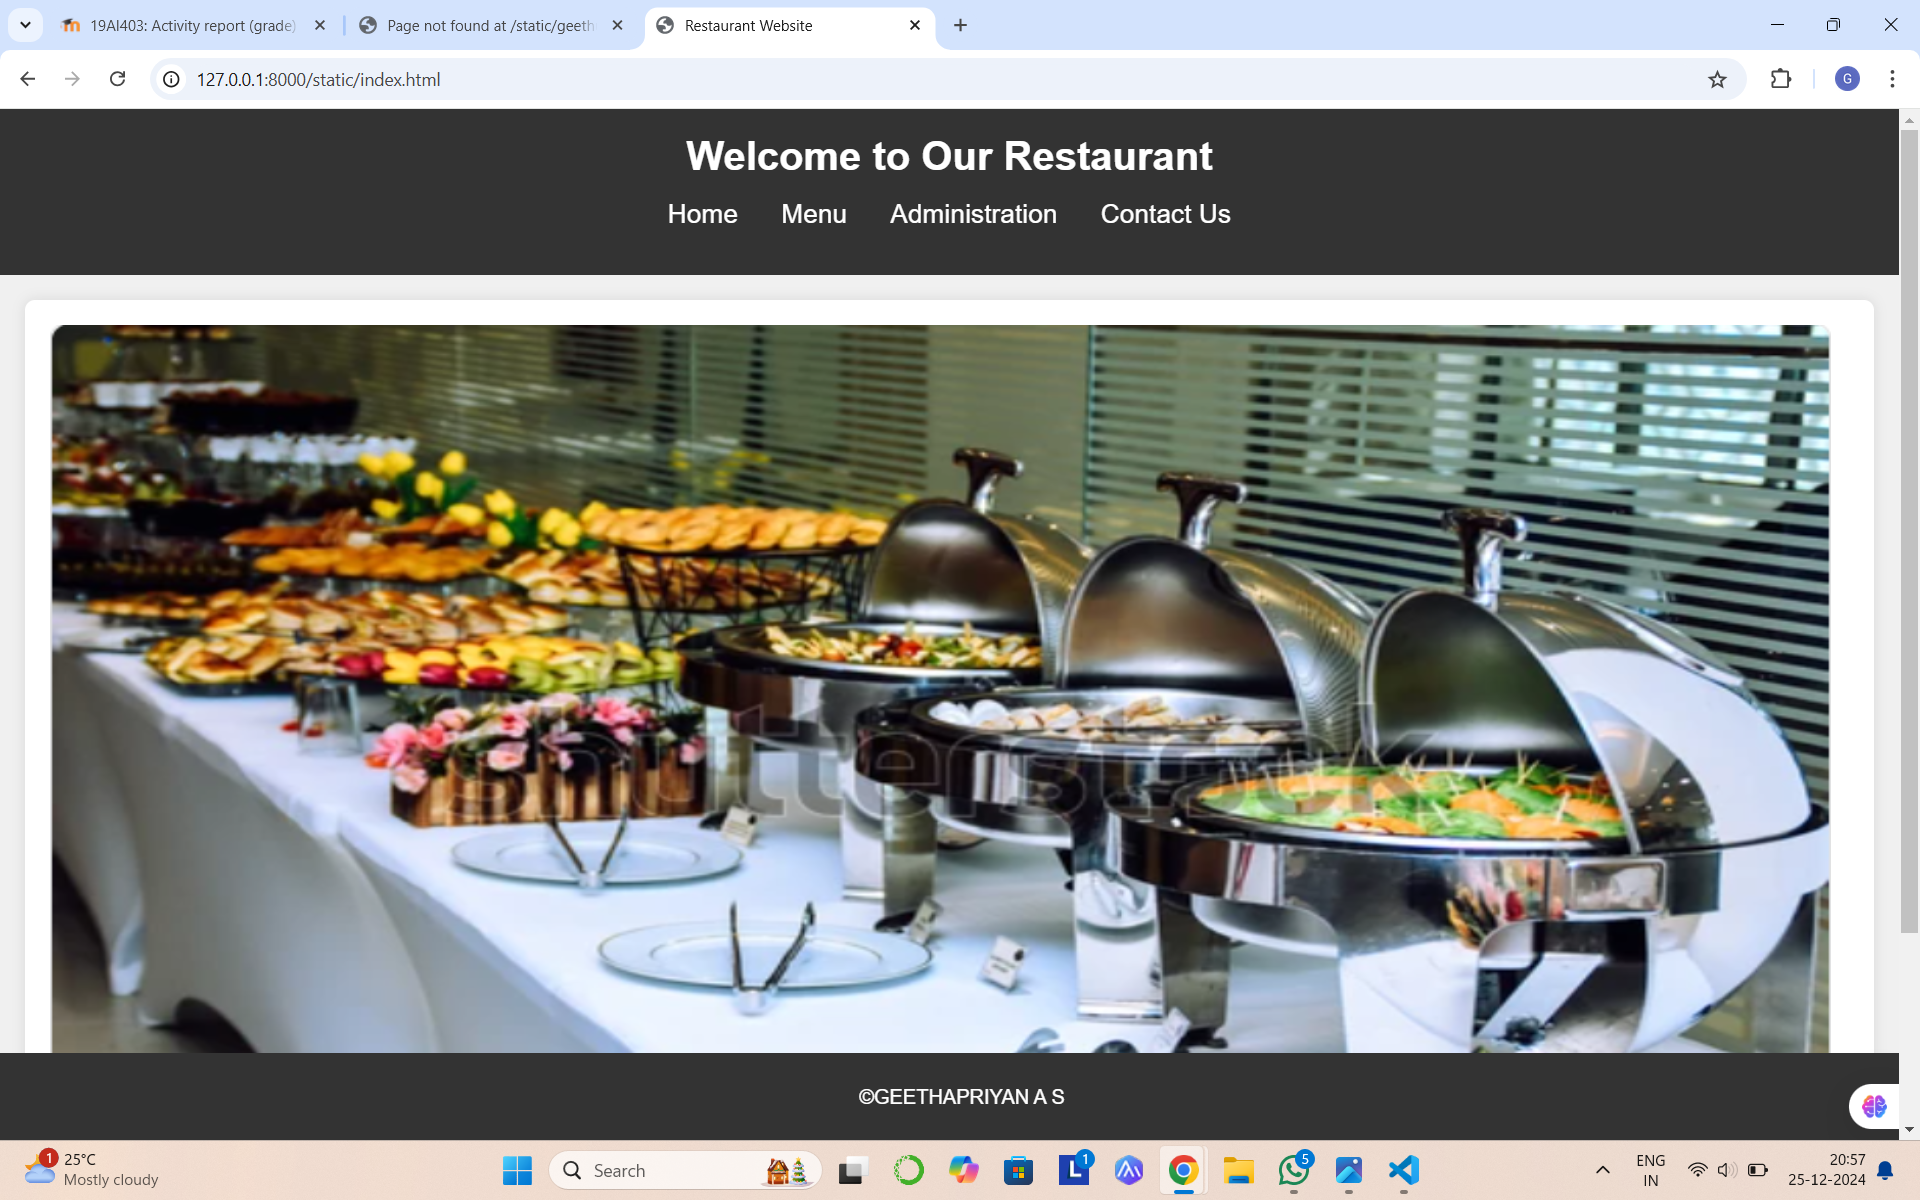 19AI403: Activity report (grade)
Page not found at /static/geeth
Restaurant Website
127.0.0.1:8000/static/index.html
G
Welcome to Our Restaurant
Home Menu Administration Contact Us
shutterstock
©GEETHAPRIYAN A S
1
25°C
Mostly cloudy
Search
L
1
5
ENG
IN
20:57
25-12-2024